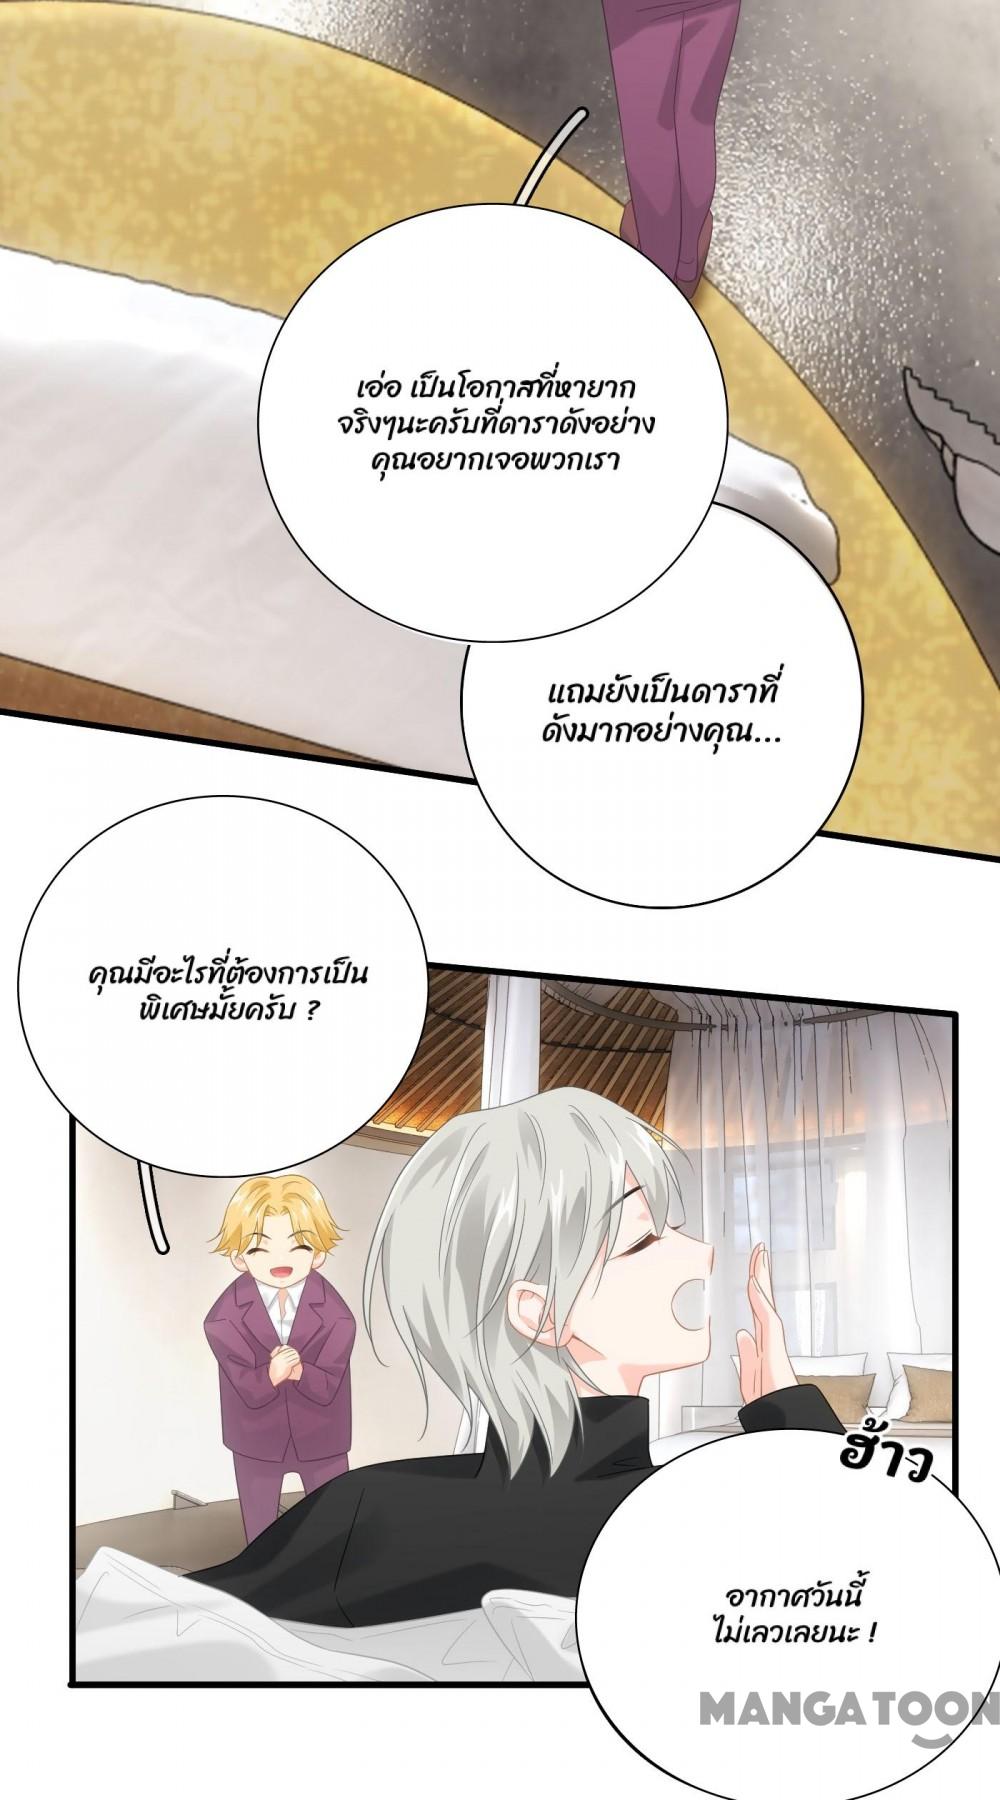 เอ่อ เป็นโอกาสที่หายาก
จริงๆนะครับที่ดาราดังอย่าง
คุณอยากเจอพวกเรา
แถมยังเป็นดาราที่
ดังมากอย่างคุณ...
คุณมีอะไรที่ต้องการเป็น
พิเศษมั้ยครับ ?
ฮ้าว
อากาศวันนี้
ไม่เลวเลยนะ !
MANGATOON